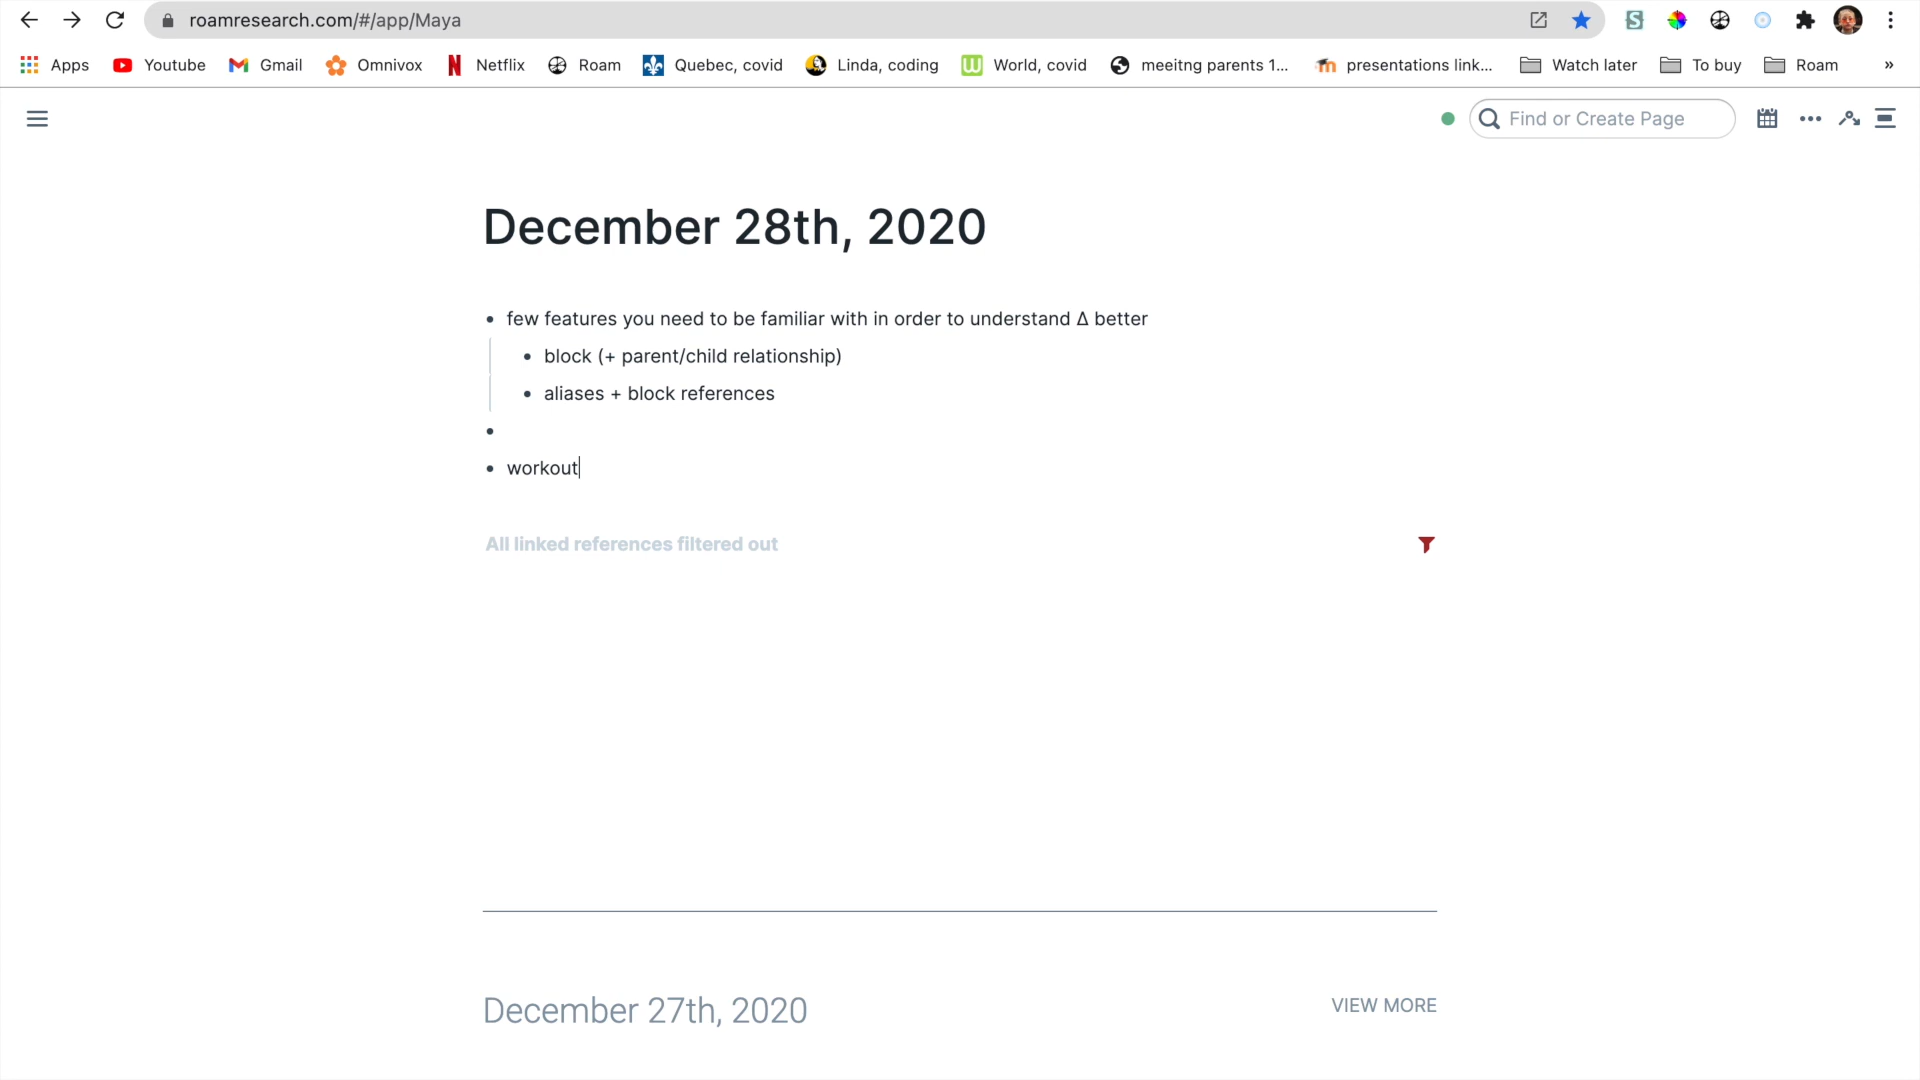 roamresearch.com/#/app/Maya
Apps Youtube Gmail Omnivox Netflix Roam Quebec, covid Linda, coding World, covid meeitng parents 1... presentations link... Watch later To buy Roam »
Find or Create Page
December 28th, 2020
few features you need to be familiar with in order to understand Δ better
block (+ parent/child relationship)
aliases + block references
workout
All linked references filtered out
December 27th, 2020 VIEW MORE